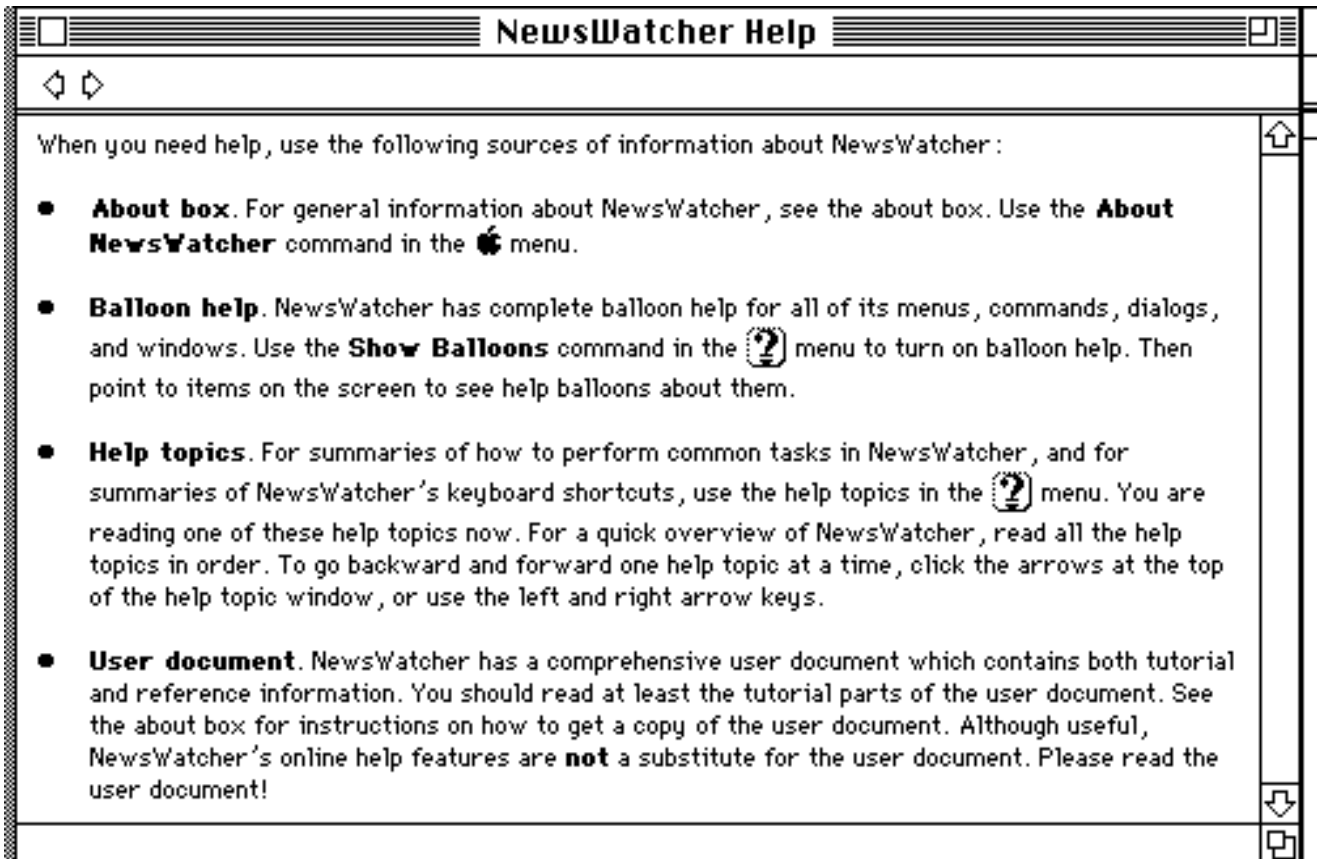 NewsWatcher Help
When you need help, use the following sources of information about NewsWatcher:
● About box. For general information about NewsWatcher, see the about box. Use the About
NewsWatcher command in the menu.
● Balloon help. NewsWatcher has complete balloon help for all of its menus, commands, dialogs,
and windows. Use the Show Balloons command in the ? menu to turn on balloon help. Then
point to items on the screen to see help balloons about them.
● Help topics. For summaries of how to perform common tasks in NewsWatcher, and for
summaries of NewsWatcher's keyboard shortcuts, use the help topics in the ? menu. You are
reading one of these help topics now. For a quick overview of NewsWatcher, read all the help
topics in order. To go backward and forward one help topic at a time, click the arrows at the top
of the help topic window, or use the left and right arrow keys.
● User document. NewsWatcher has a comprehensive user document which contains both tutorial
and reference information. You should read at least the tutorial parts of the user document. See
the about box for instructions on how to get a copy of the user document. Although useful,
NewsWatcher's online help features are not a substitute for the user document. Please read the
user document!